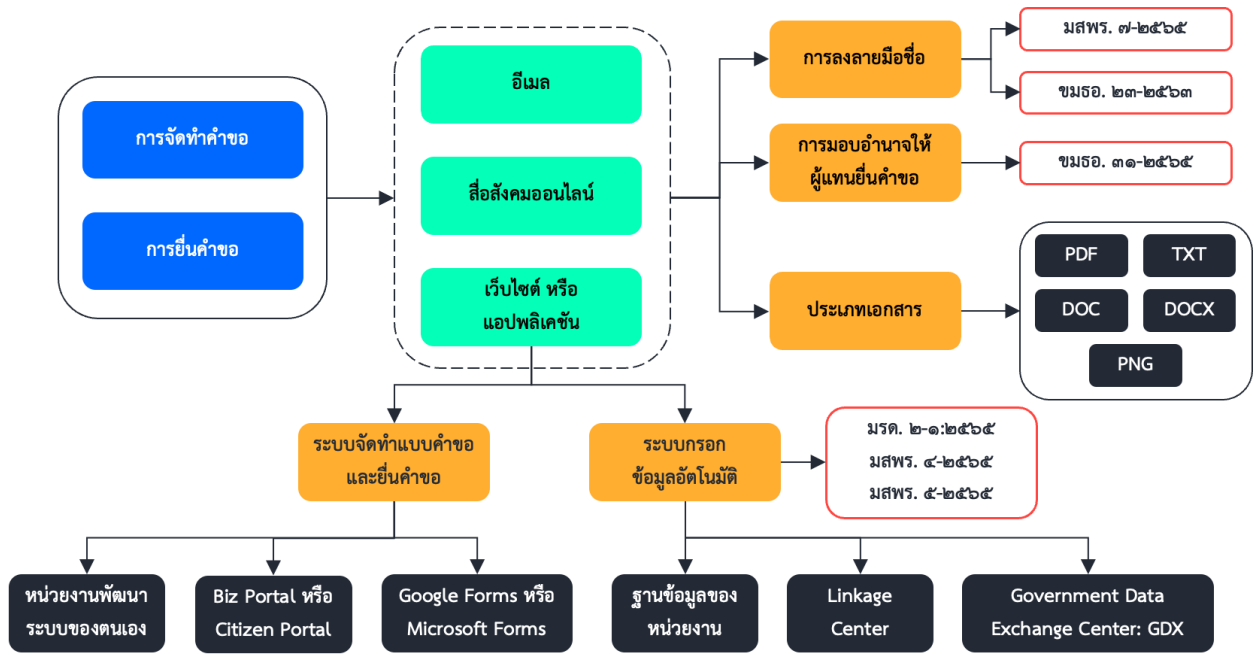 การจัดทำคำขอ
การยื่นคำขอ
อีเมล
สื่อสังคมออนไลน์
เว็บไซต์ หรือ
แอปพลิเคชัน
การลงลายมือชื่อ
มสพร. ๗-๒๕๖๕
ขมธอ. ๒๓-๒๕๖๓
การมอบอำนาจให้
ผู้แทนยื่นคำขอ
ขมธอ. ๓๑-๒๕๖๕
ประเภทเอกสาร
PDF
TXT
DOC
DOCX
PNG
ระบบจัดทำแบบคำขอ
และยื่นคำขอ
ระบบกรอก
ข้อมูลอัตโนมัติ
มรด. ๒-๑:๒๕๖๕
มสพร. ๔-๒๕๖๕
มสพร. ๕-๒๕๖๕
หน่วยงานพัฒนา
ระบบของตนเอง
Biz Portal หรือ
Citizen Portal
Google Forms หรือ
Microsoft Forms
ฐานข้อมูลของ
หน่วยงาน
Linkage
Center
Government Data
Exchange Center: GDX